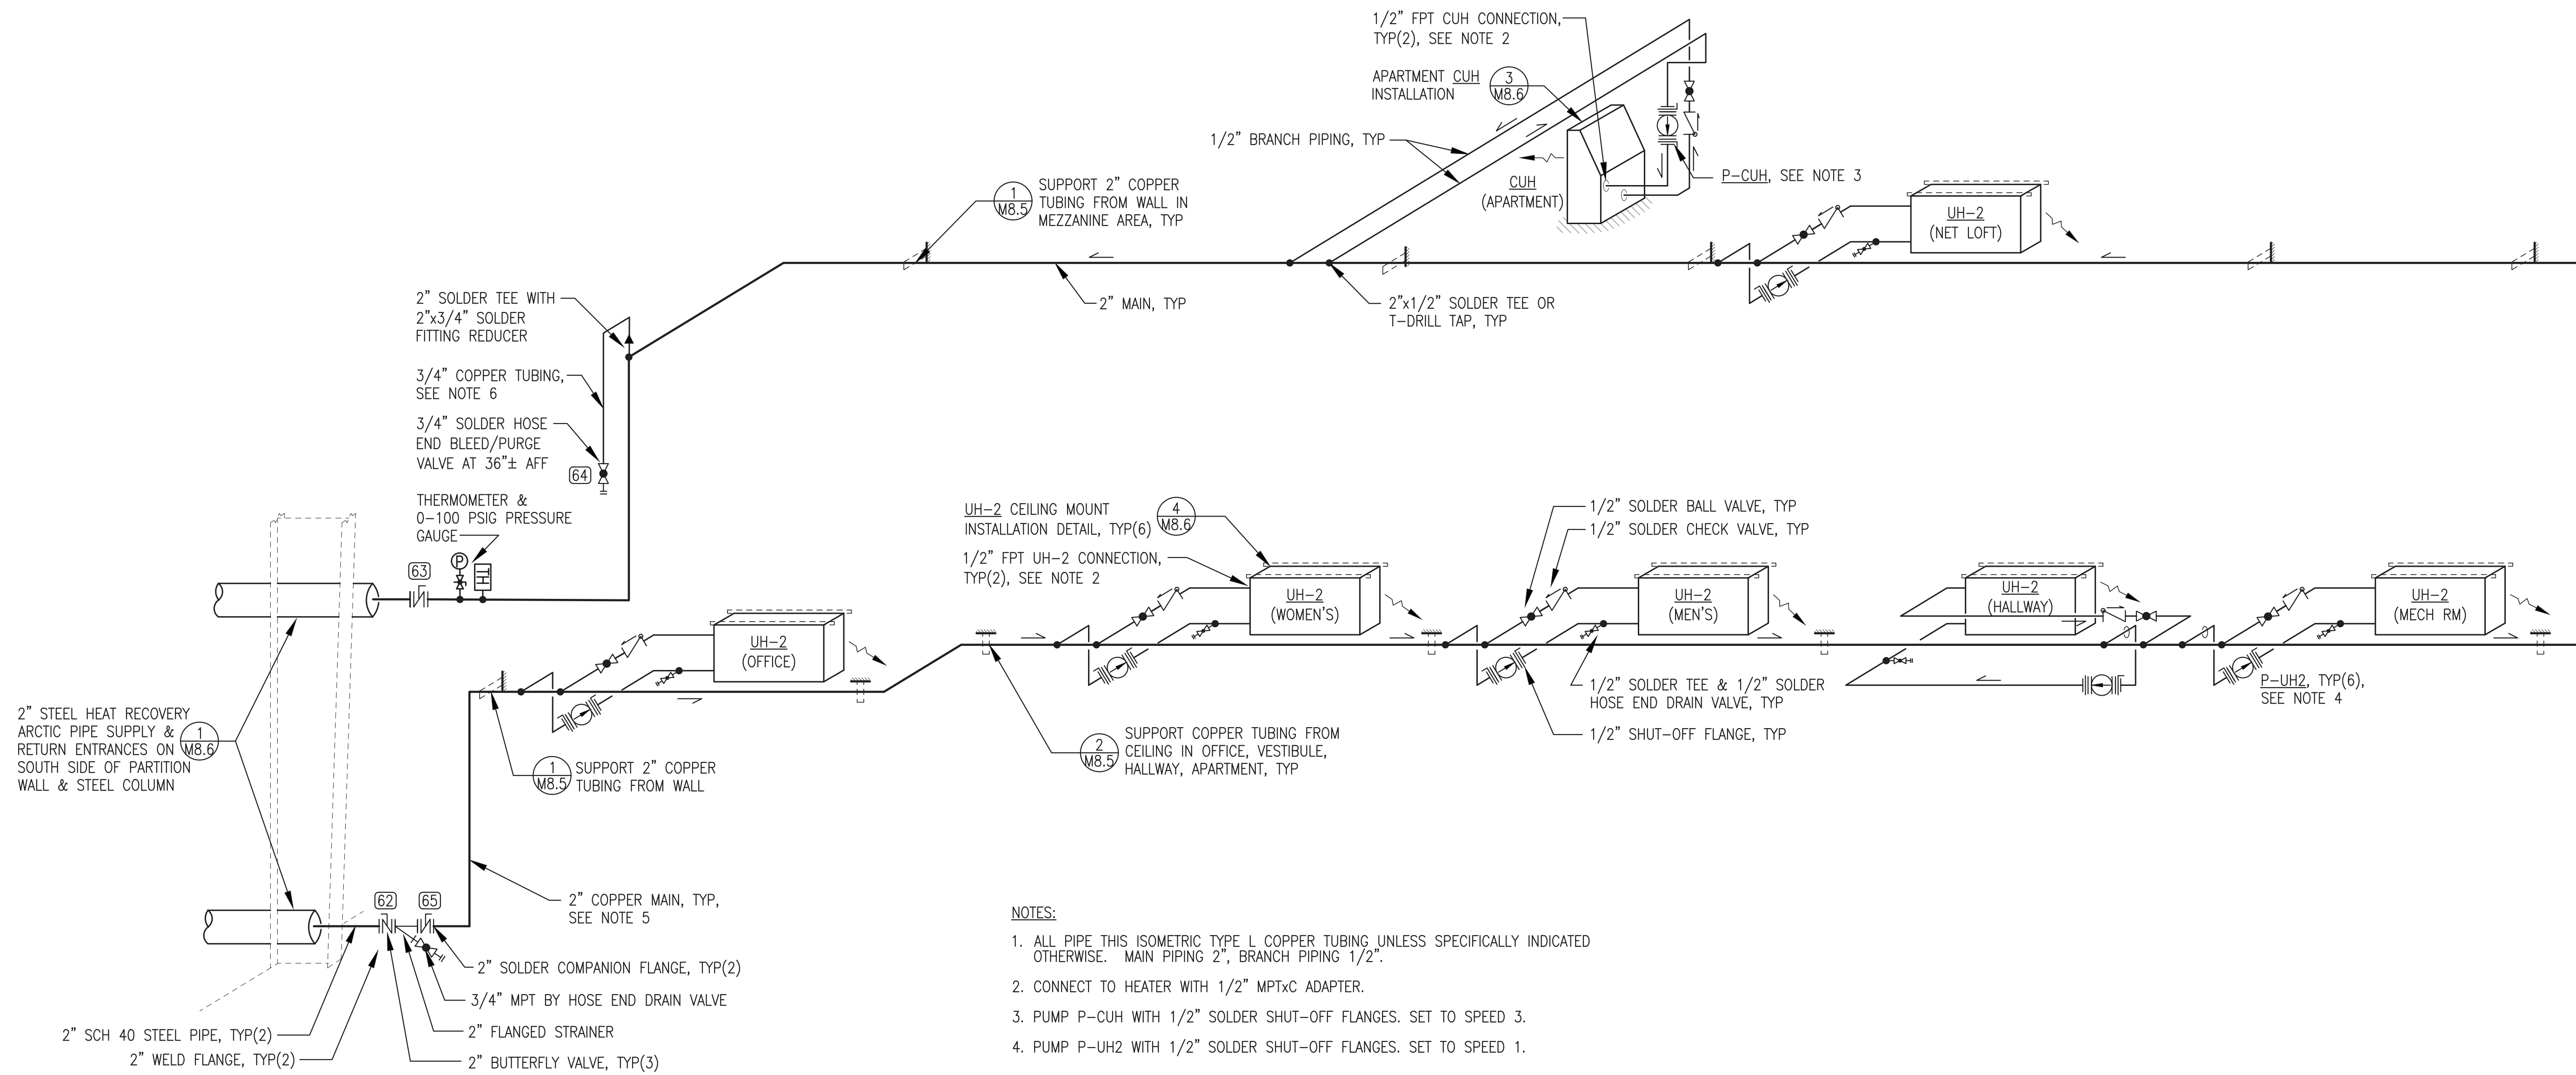 1/2" FPT CUH CONNECTION,
TYP(2), SEE NOTE 2
APARTMENT CUH
INSTALLATION
3
M8.6
1/2" BRANCH PIPING, TYP
CUH
(APARTMENT)
P-CUH, SEE NOTE 3
1
M8.5
SUPPORT 2" COPPER
TUBING FROM WALL IN
MEZZANINE AREA, TYP
UH-2
(NET LOFT)
2" MAIN, TYP
2"x1/2" SOLDER TEE OR
T-DRILL TAP, TYP
2" SOLDER TEE WITH
2"x3/4" SOLDER
FITTING REDUCER
3/4" COPPER TUBING,
SEE NOTE 6
3/4" SOLDER HOSE
END BLEED/PURGE
VALVE AT 36"± AFF
64
THERMOMETER &
0-100 PSIG PRESSURE
GAUGE
P
TH
63
UH-2 CEILING MOUNT
INSTALLATION DETAIL, TYP(6)
4
M8.6
1/2" FPT UH-2 CONNECTION,
TYP(2), SEE NOTE 2
1/2" SOLDER BALL VALVE, TYP
1/2" SOLDER CHECK VALVE, TYP
UH-2
(OFFICE)
UH-2
(WOMEN'S)
UH-2
(MEN'S)
UH-2
(HALLWAY)
UH-2
(MECH RM)
1/2" SOLDER TEE & 1/2" SOLDER
HOSE END DRAIN VALVE, TYP
1/2" SHUT-OFF FLANGE, TYP
P-UH2, TYP(6),
SEE NOTE 4
2" STEEL HEAT RECOVERY
ARCTIC PIPE SUPPLY &
RETURN ENTRANCES ON
SOUTH SIDE OF PARTITION
WALL & STEEL COLUMN
1
M8.6
1
M8.5
SUPPORT 2" COPPER
TUBING FROM WALL
2
M8.5
SUPPORT COPPER TUBING FROM
CEILING IN OFFICE, VESTIBULE,
HALLWAY, APARTMENT, TYP
2" COPPER MAIN, TYP,
SEE NOTE 5
62
65
2" SOLDER COMPANION FLANGE, TYP(2)
3/4" MPT BY HOSE END DRAIN VALVE
2" FLANGED STRAINER
2" BUTTERFLY VALVE, TYP(3)
2" SCH 40 STEEL PIPE, TYP(2)
2" WELD FLANGE, TYP(2)
NOTES:
1. ALL PIPE THIS ISOMETRIC TYPE L COPPER TUBING UNLESS SPECIFICALLY INDICATED
OTHERWISE. MAIN PIPING 2", BRANCH PIPING 1/2".
2. CONNECT TO HEATER WITH 1/2" MPTxC ADAPTER.
3. PUMP P-CUH WITH 1/2" SOLDER SHUT-OFF FLANGES. SET TO SPEED 3.
4. PUMP P-UH2 WITH 1/2" SOLDER SHUT-OFF FLANGES. SET TO SPEED 1.